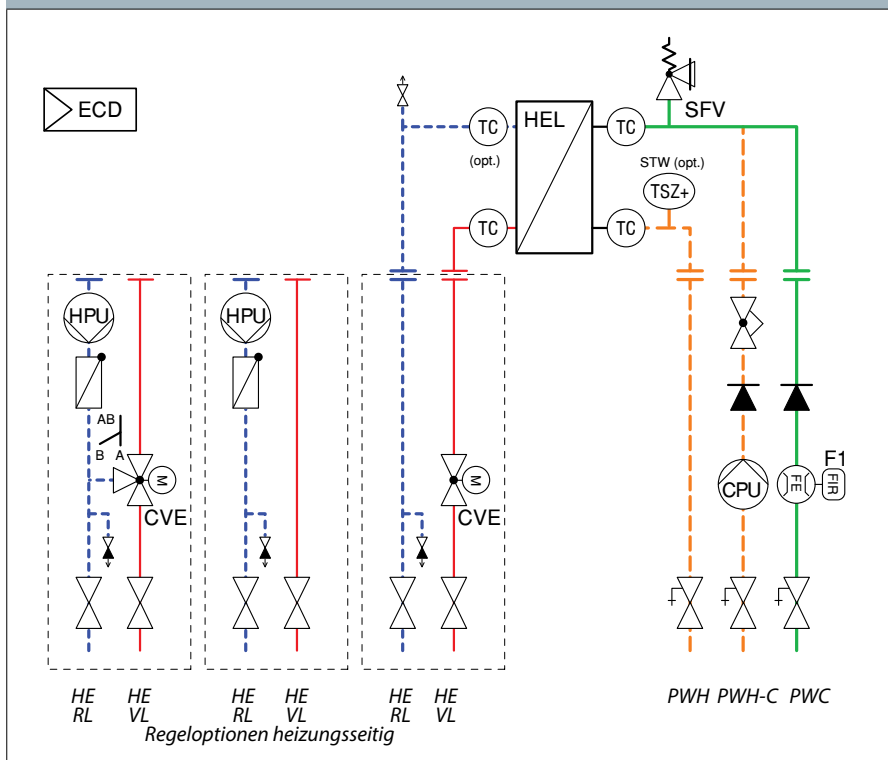 ECD
SFV
TC
HEL
TC
(opt.)
STW (opt.)
TSZ+
TC
TC
HPU
HPU
AB
B
A
M
CVE
M
CVE
CPU
FE
F1
FIR
HE
RL
HE
VL
HE
RL
HE
VL
HE
RL
HE
VL
PWH
PWH-C
PWC
Regeloptionen heizungsseitig